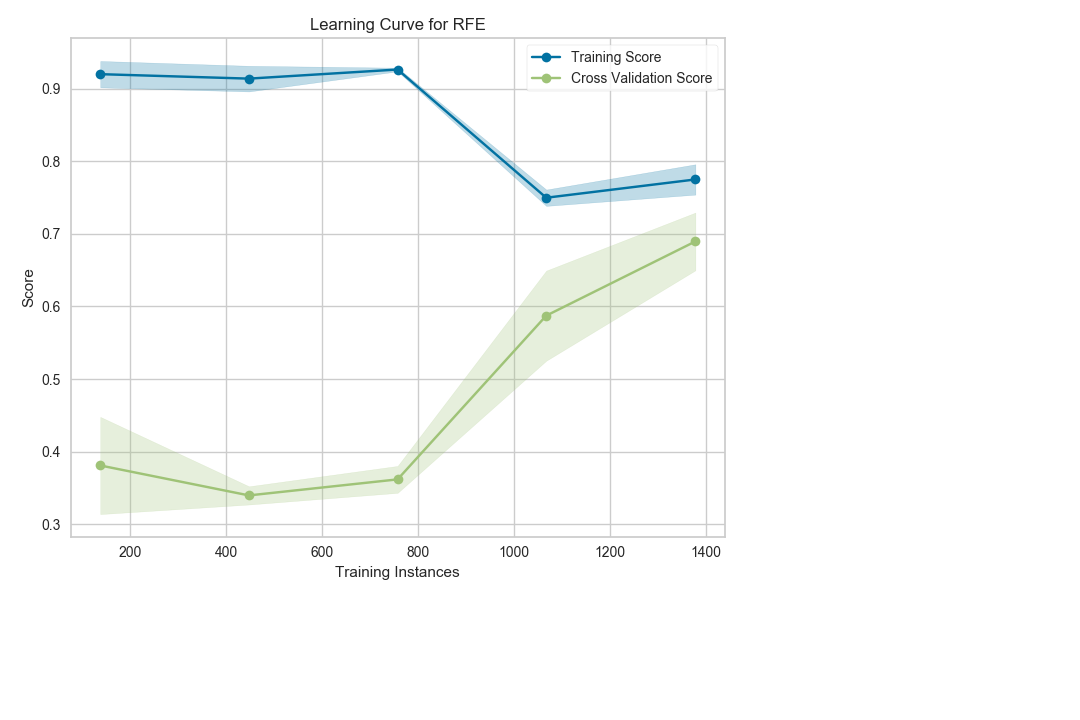 Learning Curve for RFE
Training Score
Cross Validation Score
0.9
0.8
0.7
0.6
0.5
0.4
0.3
Score
200 400 600 800 1000 1200 1400
Training Instances